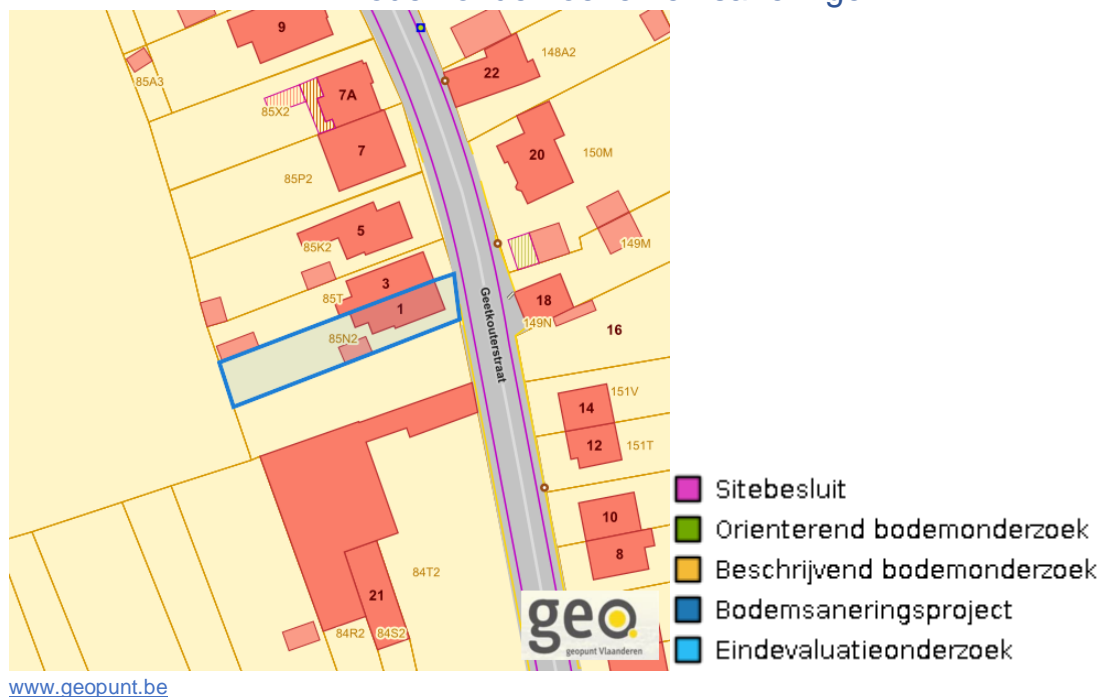 9
22
148A2
85A3
7A
85X2
7
20
150M
85P2
5
85K2
149M
3
85T
1
18
Geetkouterstraat
149N
85N2
16
151V
14
12
151T
10
8
84T2
21
84R2
84S2
geo.
geopunt Vlaanderen
Sitebesluit
Orienterend bodemonderzoek
Beschrijvend bodemonderzoek
Bodemsaneringsproject
Eindevaluatieonderzoek
www.geopunt.be